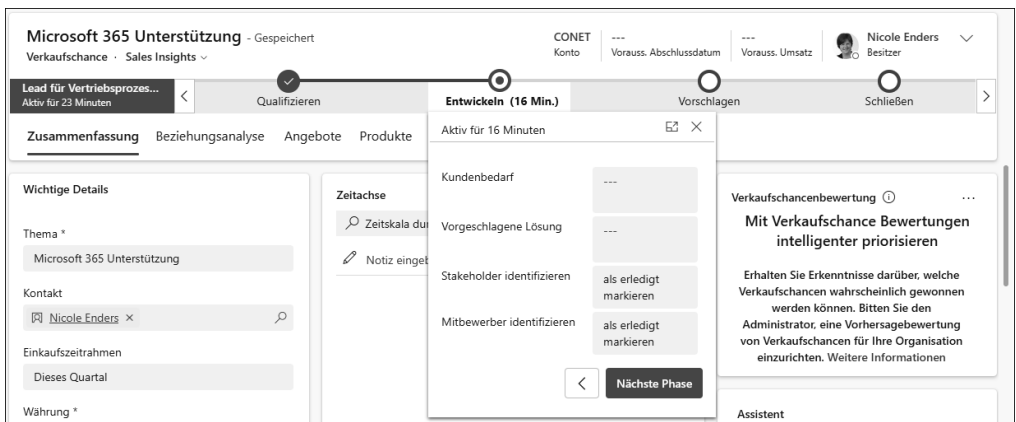 Microsoft 365 Unterstützung - Gespeichert
Verkaufschance · Sales Insights
CONET
Konto
---
Vorauss. Abschlussdatum
---
Vorauss. Umsatz
Nicole Enders
Besitzer
Lead für Vertriebsprozes...
Aktiv für 23 Minuten
Qualifizieren
Entwickeln (16 Min.)
Vorschlagen
Schließen
Zusammenfassung Beziehungsanalyse Angebote Produkte
Aktiv für 16 Minuten
Kundenbedarf
---
Vorgeschlagene Lösung
---
Stakeholder identifizieren
als erledigt
markieren
Mitbewerber identifizieren
als erledigt
markieren
Nächste Phase
Wichtige Details
Thema *
Microsoft 365 Unterstützung
Kontakt
Nicole Enders
Einkaufszeitrahmen
Dieses Quartal
Währung *
Zeitachse
Zeitskala du
Notiz einge
Verkaufschancenbewertung
...
Mit Verkaufschance Bewertungen
intelligenter priorisieren
Erhalten Sie Erkenntnisse darüber, welche
Verkaufschancen wahrscheinlich gewonnen
werden können. Bitten Sie den
Administrator, eine Vorhersagebewertung
von Verkaufschancen für Ihre Organisation
einzurichten. Weitere Informationen
Assistent